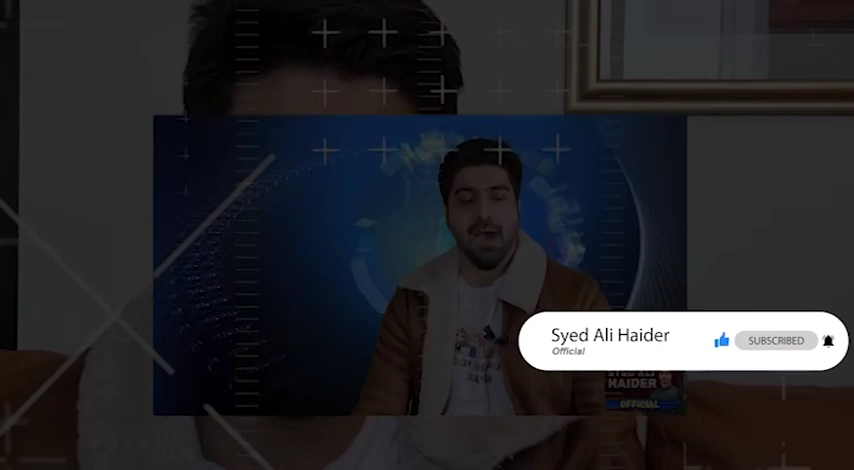 Syed Ali Haider
Official
SUBSCRIBED
SYED ALI
HAIDER
OFFICIAL